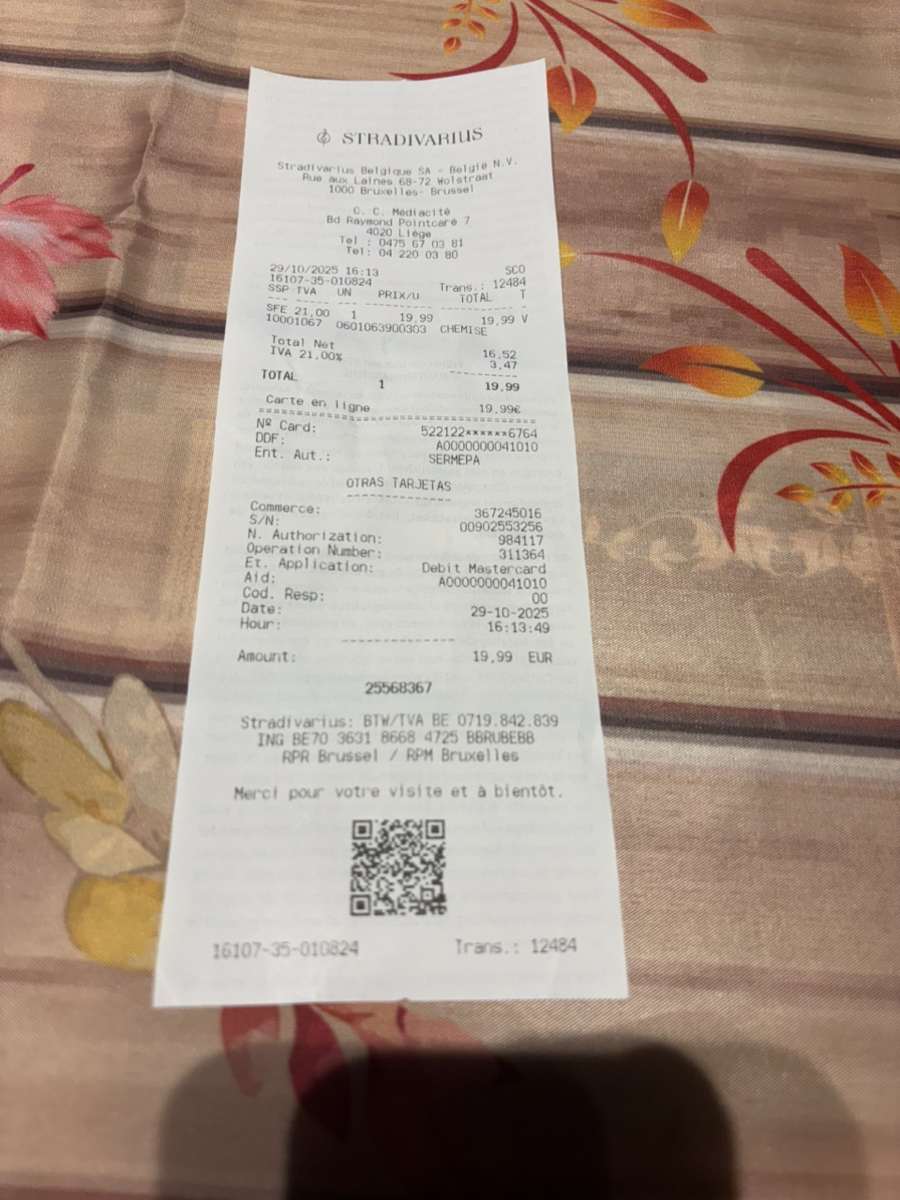 STRADIVARIUS
Stradivarius Belgique SA - België N.V.
Rue aux Laines 68-72 Wolstraat
1000 Bruxelles- Brussel
C. C. Médiacité
Bd Raymond Pointcaré 7
4020 Liège
Tel : 0475 67 03 81
Tel: 04 220 03 80
29/10/2025 16:13 SCO
16107-35-010824 Trans.: 12484
SSP TVA UN PRIX/U TOTAL T
SFE 21,00 1 19,99 19,99 V
10001067 0601063900303 CHEMISE
Total Net 16,52
IVA 21.00% 3,47
TOTAL 1 19,99
Carte en ligne 19,99€
Nº Card: 522122******6764
DDF: A0000000041010
Ent. Aut.: SERMEPA
OTRAS TARJETAS
Commerce: 367245016
S/N: 00902553256
N. Authorization: 984117
Operation Number: 311364
Et. Application: Debit Mastercard
Aid: A0000000041010
Cod. Resp: 00
Date: 29-10-2025
Hour: 16:13:49
Amount: 19,99 EUR
25568367
Stradivarius: BTW/TVA BE 0719.842.839
ING BE70 3631 8668 4725 BBRUBEBB
RPR Brussel / RPM Bruxelles
Merci pour votre visite et à bientôt.
16107-35-010824 Trans.: 12484